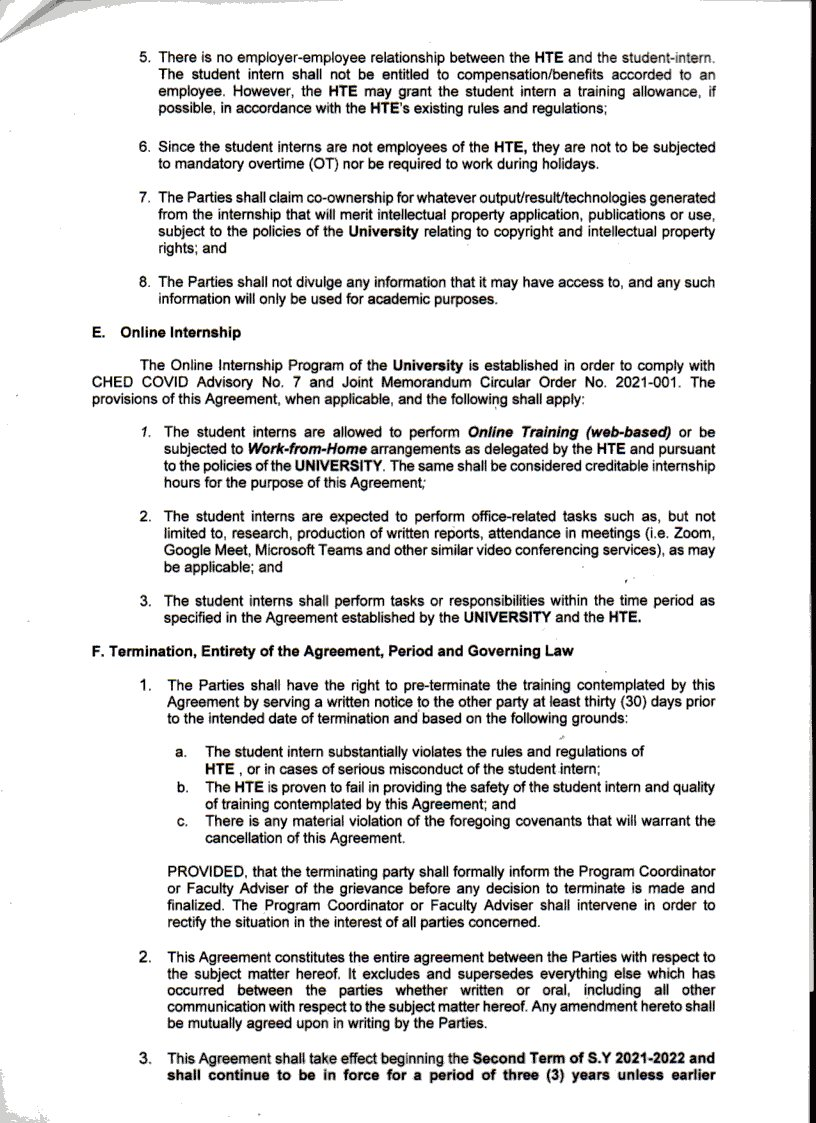 5. There is no employer-employee relationship between the HTE and the student-intern.
The student intern shall not be entitled to compensation/benefits accorded to an
employee. However, the HTE may grant the student intern a training allowance, if
possible, in accordance with the HTE's existing rules and regulations;
6. Since the student interns are not employees of the HTE, they are not to be subjected
to mandatory overtime (OT) nor be required to work during holidays.
7. The Parties shall claim co-ownership for whatever output/result/technologies generated
from the internship that will merit intellectual property application, publications or use,
subject to the policies of the University relating to copyright and intellectual property
rights; and
8. The Parties shall not divulge any information that it may have access to, and any such
information will only be used for academic purposes.
E. Online Internship
The Online Internship Program of the University is established in order to comply with
CHED COVID Advisory No. 7 and Joint Memorandum Circular Order No. 2021-001. The
provisions of this Agreement, when applicable, and the following shall apply:
1. The student interns are allowed to perform Online Training (web-based) or be
subjected to Work-from-Home arrangements as delegated by the HTE and pursuant
to the policies of the UNIVERSITY. The same shall be considered creditable internship
hours for the purpose of this Agreement;
2. The student interns are expected to perform office-related tasks such as, but not
limited to, research, production of written reports, attendance in meetings (i.e. Zoom,
Google Meet, Microsoft Teams and other similar video conferencing services), as may
be applicable; and
3. The student interns shall perform tasks or responsibilities within the time period as
specified in the Agreement established by the UNIVERSITY and the HTE.
F. Termination, Entirety of the Agreement, Period and Governing Law
1. The Parties shall have the right to pre-terminate the training contemplated by this
Agreement by serving a written notice to the other party at least thirty (30) days prior
to the intended date of termination and based on the following grounds:
a. The student intern substantially violates the rules and regulations of
HTE , or in cases of serious misconduct of the student intern;
b. The HTE is proven to fail in providing the safety of the student intern and quality
of training contemplated by this Agreement; and
c. There is any material violation of the foregoing covenants that will warrant the
cancellation of this Agreement.
PROVIDED, that the terminating party shall formally inform the Program Coordinator
or Faculty Adviser of the grievance before any decision to terminate is made and
finalized. The Program Coordinator or Faculty Adviser shall intervene in order to
rectify the situation in the interest of all parties concerned.
2. This Agreement constitutes the entire agreement between the Parties with respect to
the subject matter hereof. It excludes and supersedes everything else which has
occurred between the parties whether written or oral, including all other
communication with respect to the subject matter hereof. Any amendment hereto shall
be mutually agreed upon in writing by the Parties.
3. This Agreement shall take effect beginning the Second Term of S.Y 2021-2022 and
shall continue to be in force for a period of three (3) years unless earlier